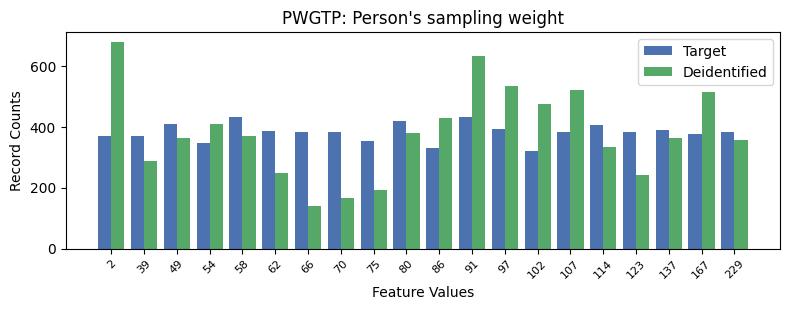 PWGTP: Person's sampling weight
Target
Deidentified
Record Counts
600
400
200
0
2 39 49 54 58 62 66 70 75 80 86 91 97 102 107 114 123 137 167 229
Feature Values